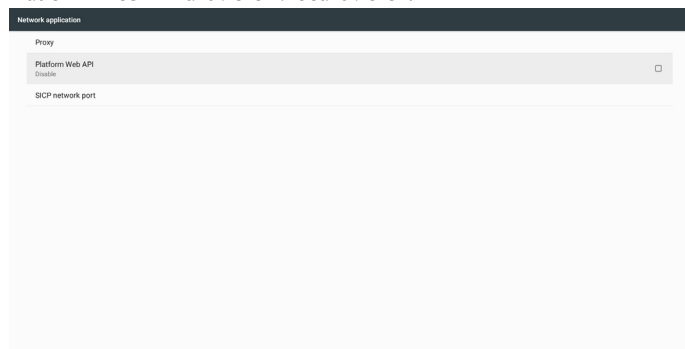 Network application
Proxy
Platform Web API
Disable
SICP network port